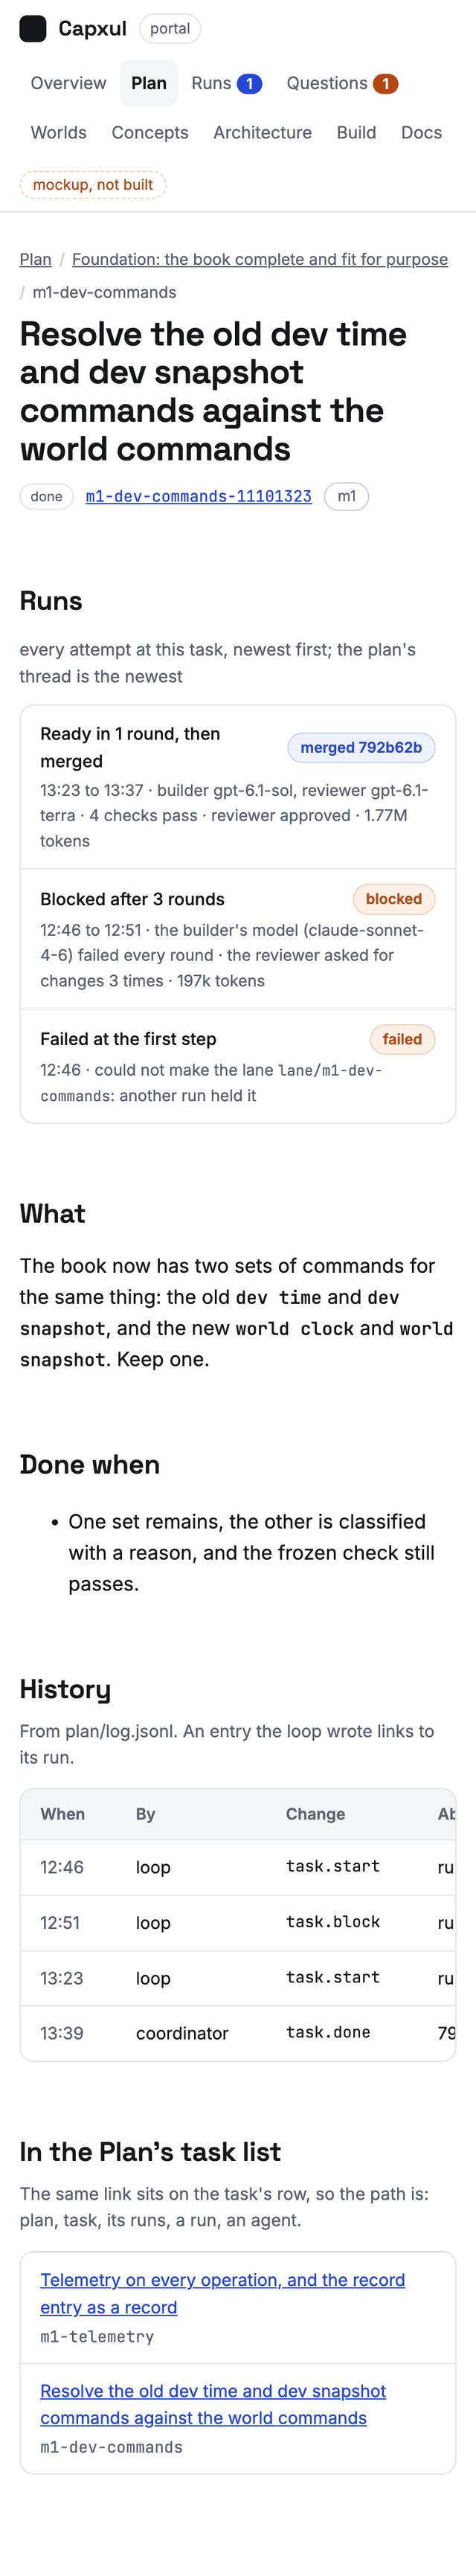 Capxul portal
Overview Plan Runs 1 Questions 1
Worlds Concepts Architecture Build Docs
mockup, not built
Plan / Foundation: the book complete and fit for purpose
/ m1-dev-commands
Resolve the old dev time
and dev snapshot
commands against the
world commands
done m1-dev-commands-11101323 m1
Runs
every attempt at this task, newest first; the plan's
thread is the newest
Ready in 1 round, then
merged
merged 792b62b
13:23 to 13:37 · builder gpt-6.1-sol, reviewer gpt-6.1-
terra · 4 checks pass · reviewer approved · 1.77M
tokens
Blocked after 3 rounds blocked
12:46 to 12:51 · the builder's model (claude-sonnet-
4-6) failed every round · the reviewer asked for
changes 3 times · 197k tokens
Failed at the first step failed
12:46 · could not make the lane lane/m1-dev-
commands: another run held it
What
The book now has two sets of commands for
the same thing: the old dev time and dev
snapshot, and the new world clock and world
snapshot. Keep one.
Done when
• One set remains, the other is classified
with a reason, and the frozen check still
passes.
History
From plan/log.jsonl. An entry the loop wrote links to
its run.
When By Change Ab
12:46 loop task.start ru
12:51 loop task.block ru
13:23 loop task.start ru
13:39 coordinator task.done 79
In the Plan's task list
The same link sits on the task's row, so the path is:
plan, task, its runs, a run, an agent.
Telemetry on every operation, and the record
entry as a record
m1-telemetry
Resolve the old dev time and dev snapshot
commands against the world commands
m1-dev-commands